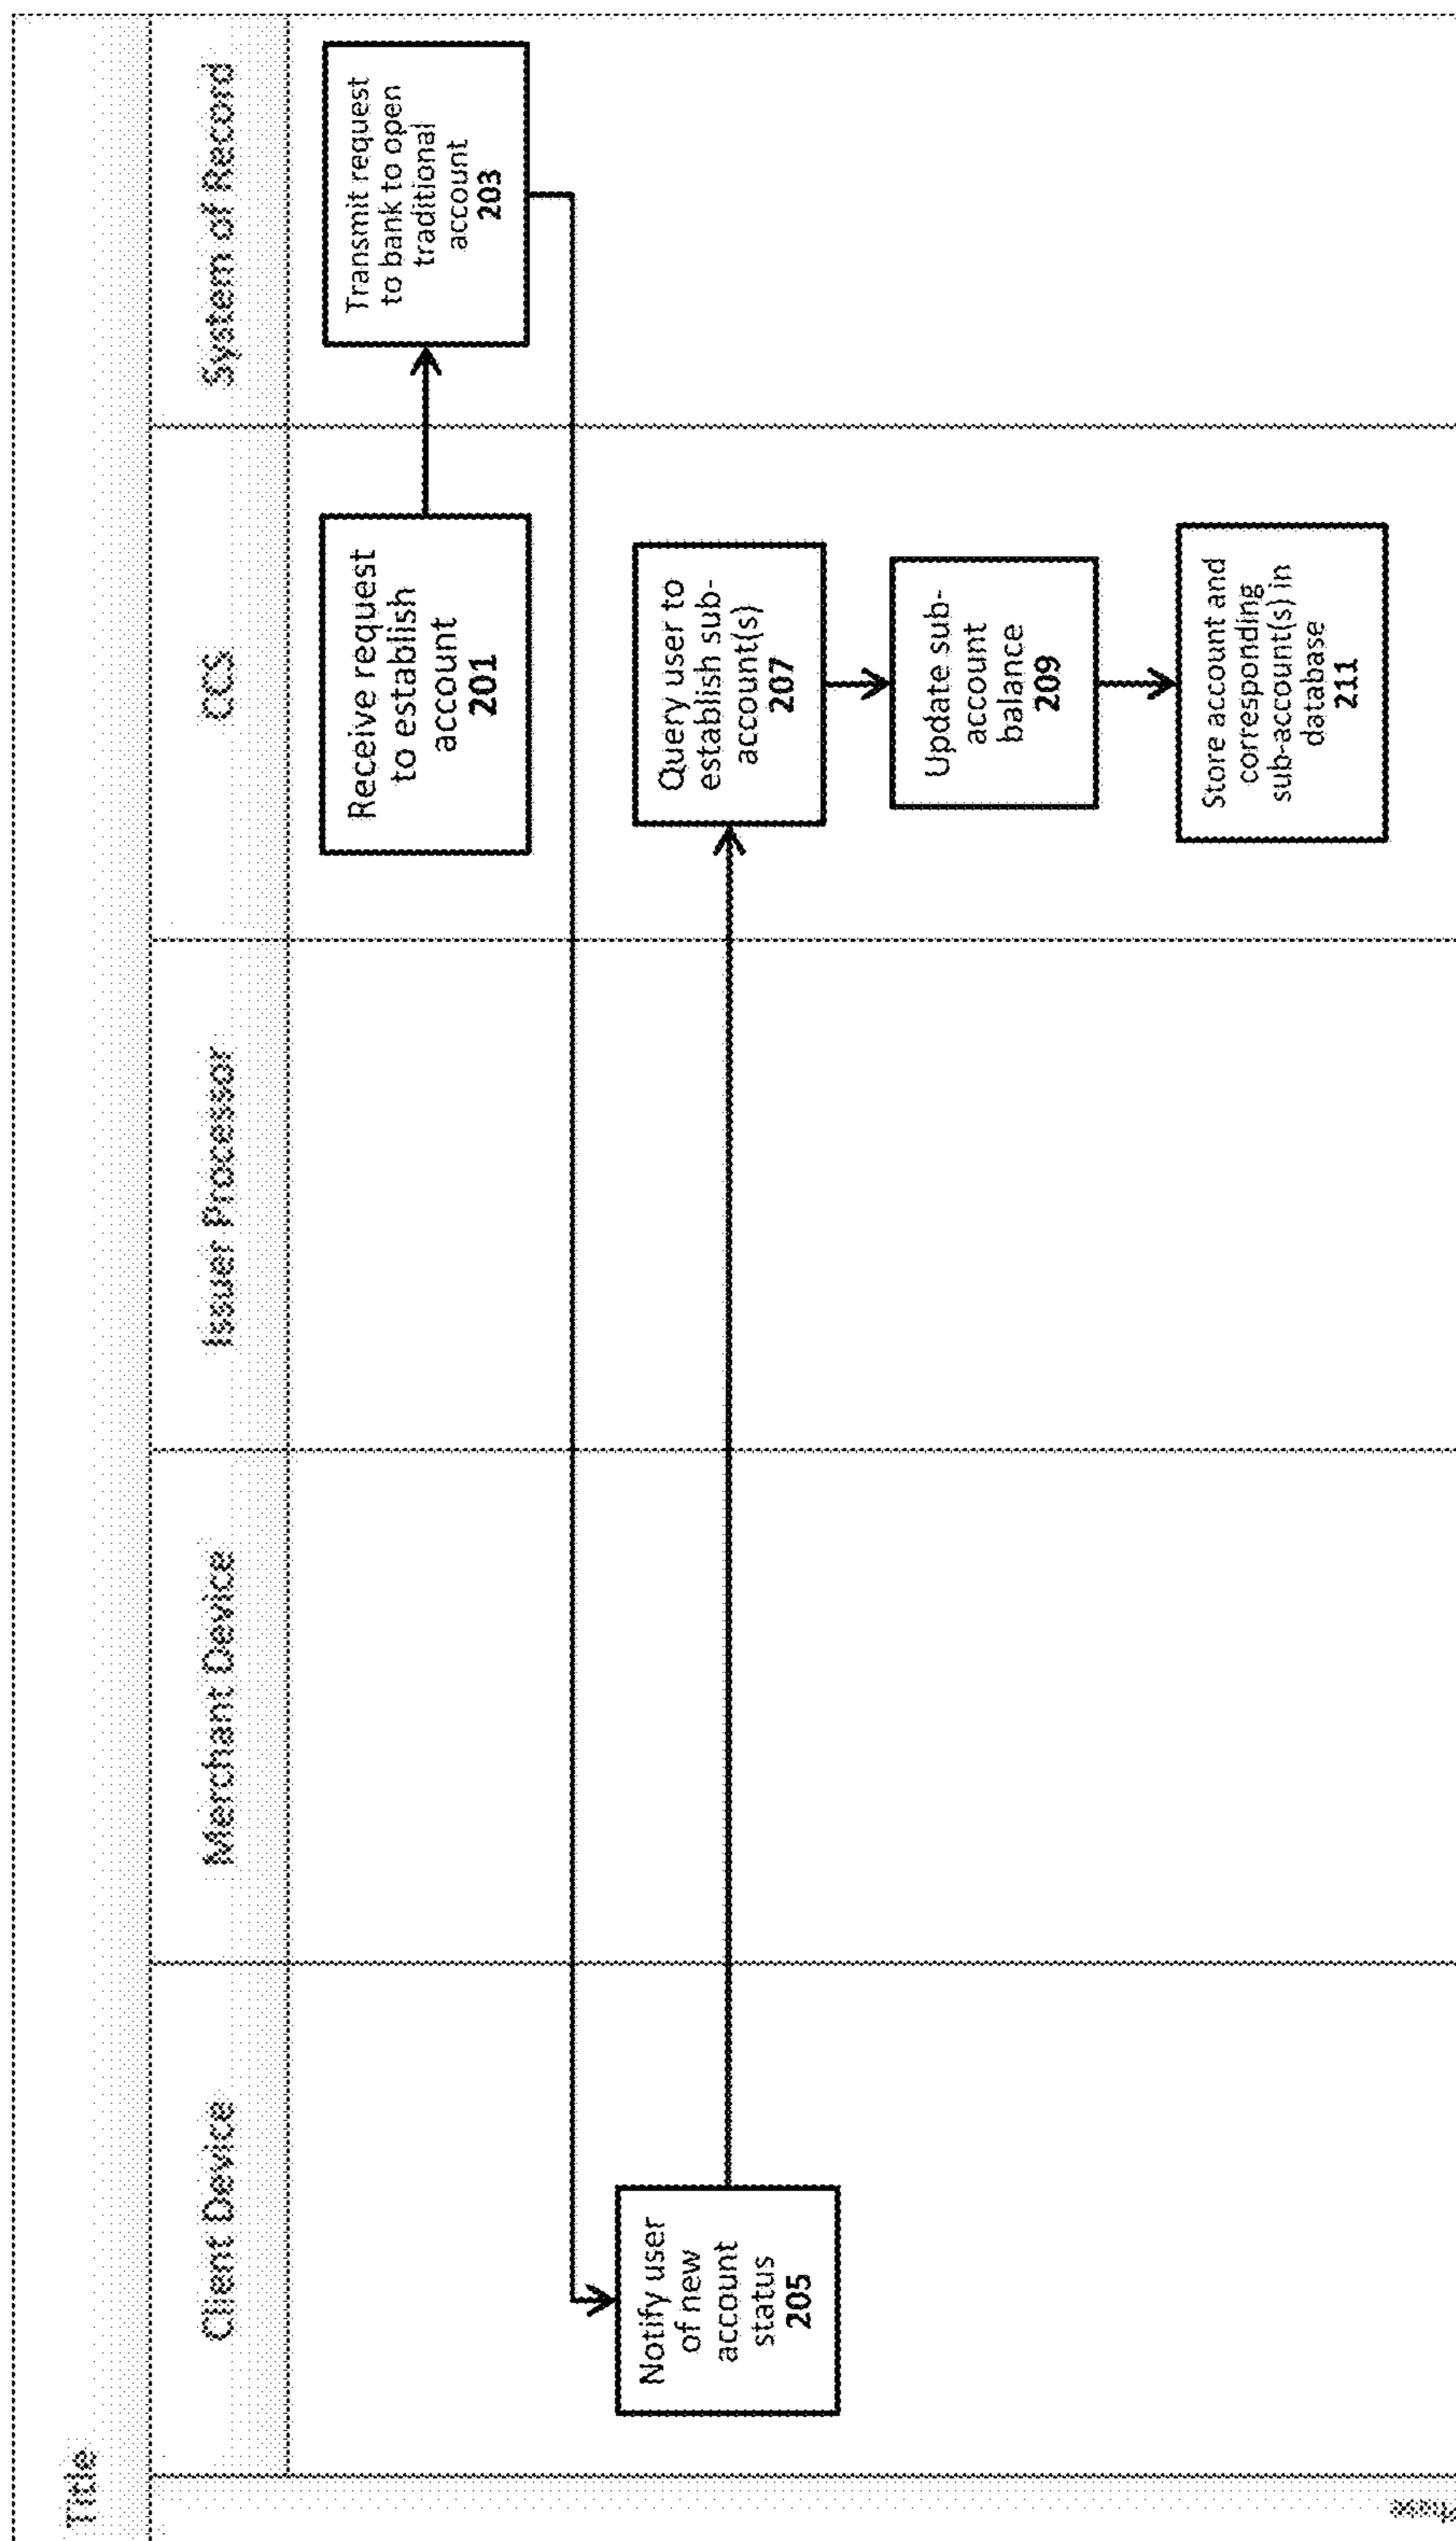 Title
Client Device
Merchant Device
Issuer Processor
CCS
System of Record
Receive request
to establish
account
201
Transmit request
to bank to open
traditional
account
203
Notify user
of new
account
status
205
Query user to
establish sub-
account(s)
207
Update sub-
account
balance
209
Store account and
corresponding
sub-account(s) in
database
211